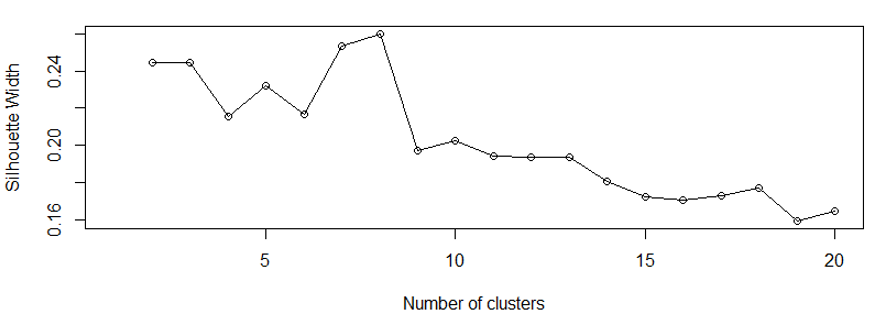 Silhouette Width
0.24
0.20
0.16
5 10 15 20
Number of clusters